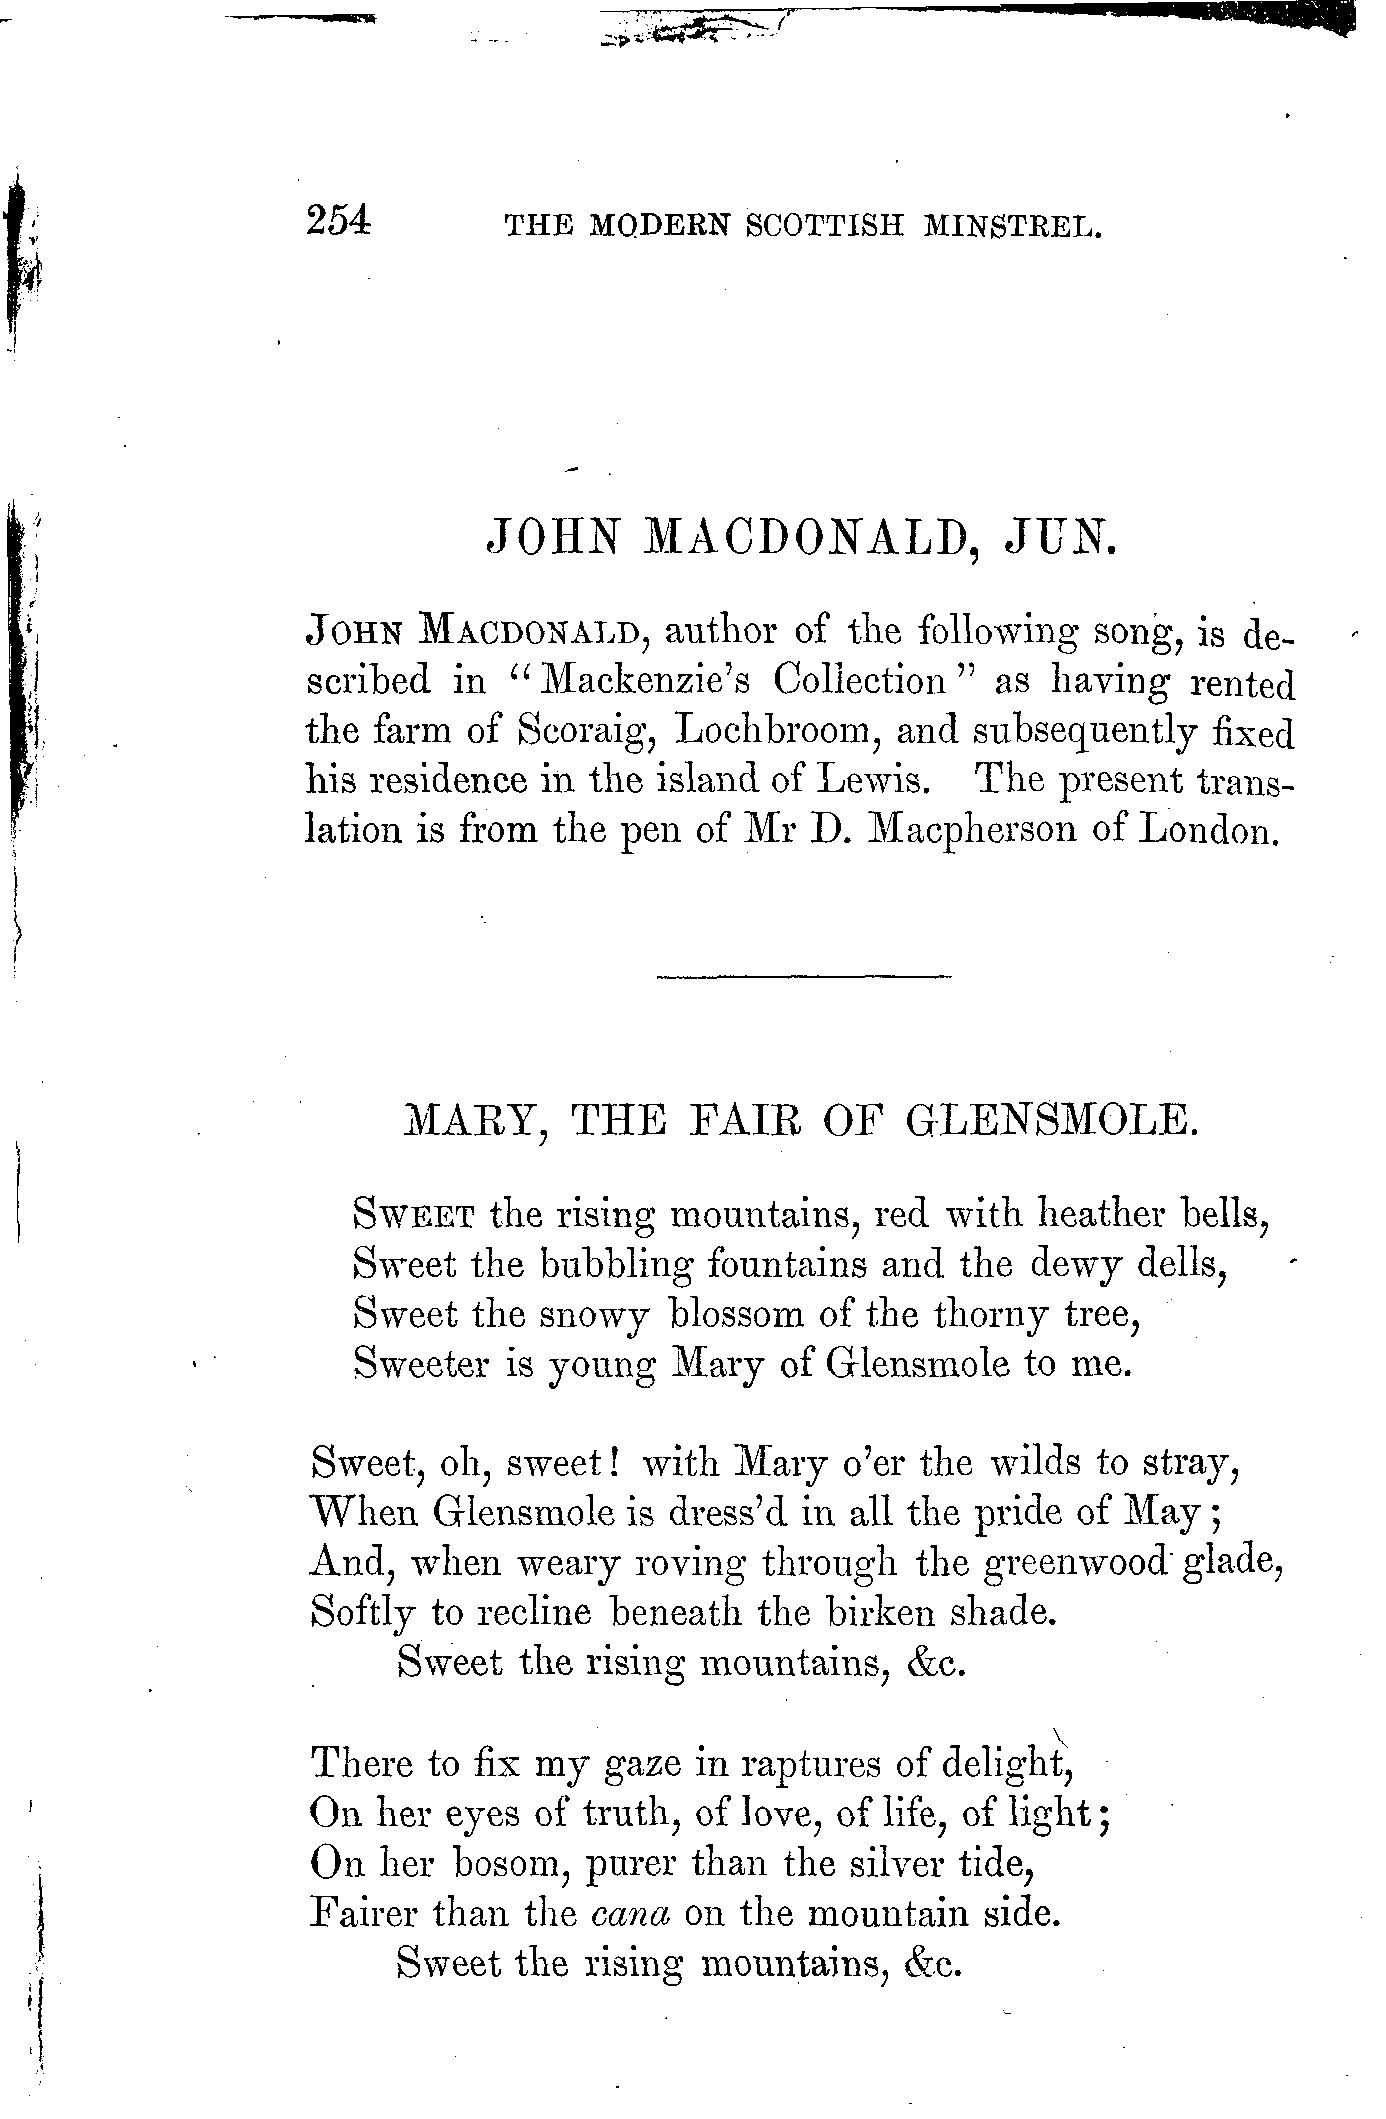 254 THE MODERN SCOTTISH MINSTREL.
JOHN MACDONALD, JUN.
JOHN MACDONALD, author of the following song, is de-
scribed in "Mackenzie's Collection" as having rented
the farm of Scoraig, Lochbroom, and subsequently fixed
his residence in the island of Lewis. The present trans-
lation is from the pen of Mr D. Macpherson of London.
MARY, THE FAIR OF GLENSMOLE.
SWEET the rising mountains, red with heather bells,
Sweet the bubbling fountains and the dewy dells,
Sweet the snowy blossom of the thorny tree,
Sweeter is young Mary of Glensmole to me.
Sweet, oh, sweet! with Mary o'er the wilds to stray,
When Glensmole is dress'd in all the pride of May;
And, when weary roving through the greenwood glade,
Softly to recline beneath the birken shade.
Sweet the rising mountains, &c.
There to fix my gaze in raptures of delight,
On her eyes of truth, of love, of life, of light;
On her bosom, purer than the silver tide,
Fairer than the cana on the mountain side.
Sweet the rising mountains, &c.